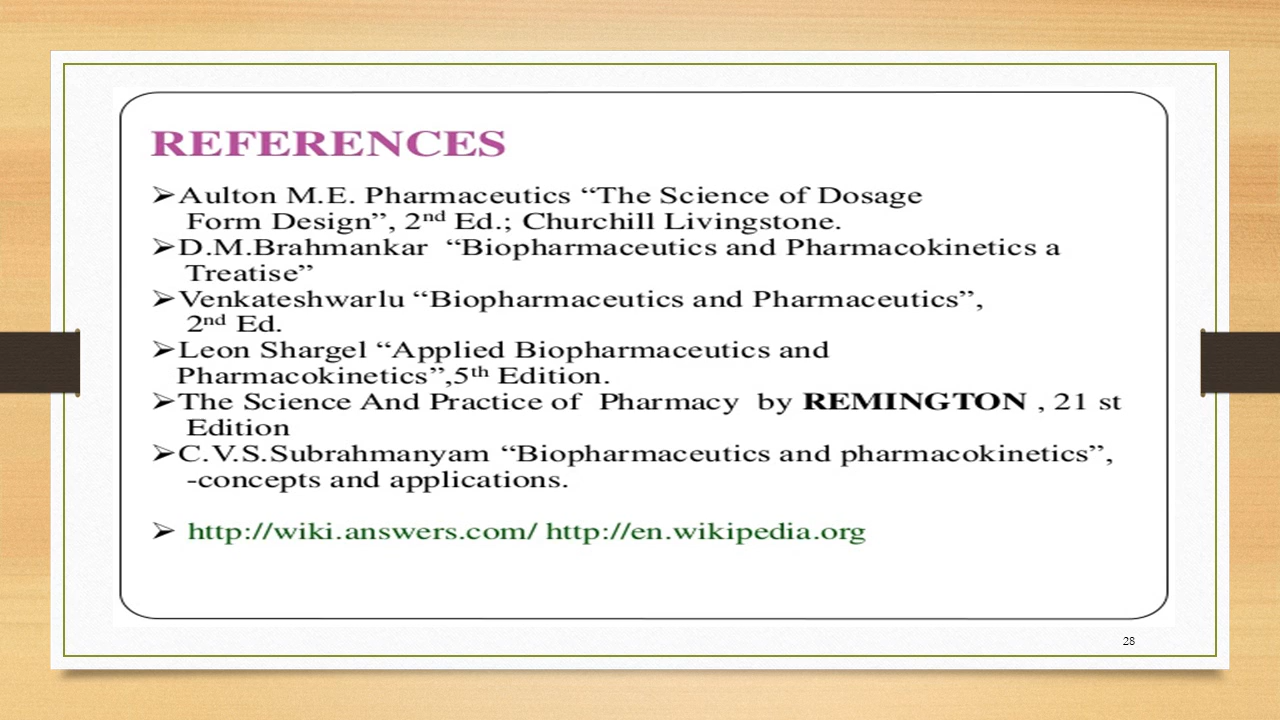 REFERENCES
➢Aulton M.E. Pharmaceutics “The Science of Dosage
Form Design”, 2nd Ed.; Churchill Livingstone.
➢D.M.Brahmankar “Biopharmaceutics and Pharmacokinetics a
Treatise”
➢Venkateshwarlu “Biopharmaceutics and Pharmaceutics”,
2nd Ed.
➢Leon Shargel “Applied Biopharmaceutics and
Pharmacokinetics”,5th Edition.
➢The Science And Practice of Pharmacy by REMINGTON , 21 st
Edition
➢C.V.S.Subrahmanyam “Biopharmaceutics and pharmacokinetics”,
-concepts and applications.
➢ http://wiki.answers.com/ http://en.wikipedia.org
28